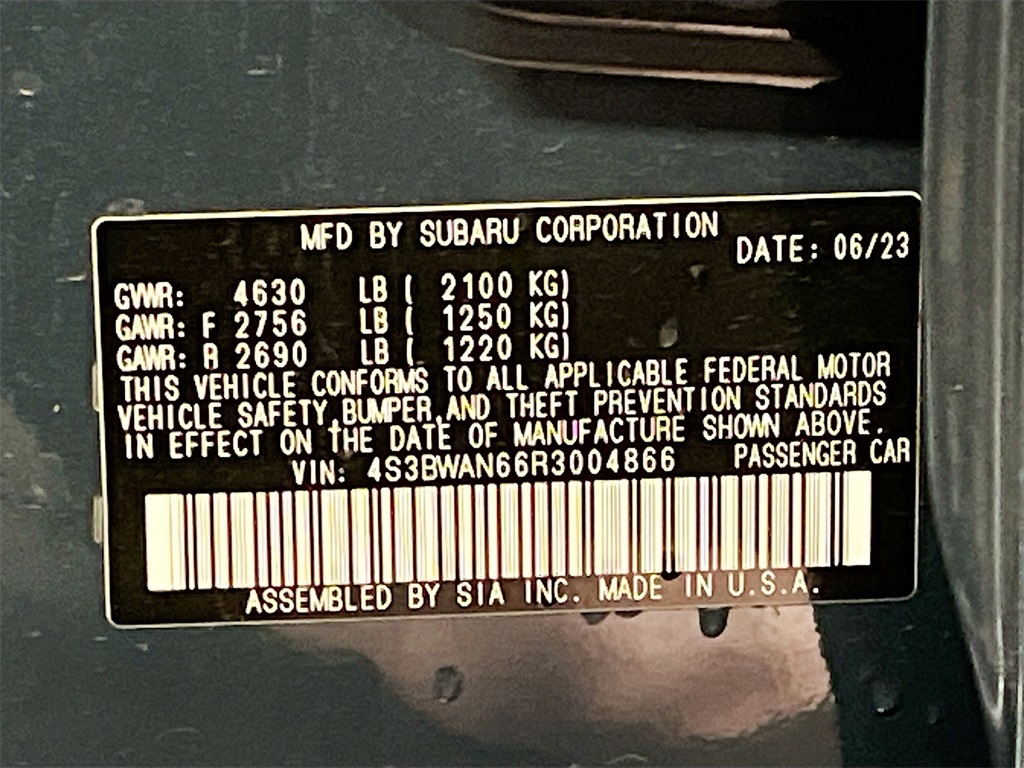 MFD BY SUBARU CORPORATION
DATE: 06/23
GVWR: 4630 LB ( 2100 KG)
GAWR: F 2756 LB ( 1250 KG)
GAWR: R 2690 LB ( 1220 KG)
THIS VEHICLE CONFORMS TO ALL APPLICABLE FEDERAL MOTOR
VEHICLE SAFETY,BUMPER,AND THEFT PREVENTION STANDARDS
IN EFFECT ON THE DATE OF MANUFACTURE SHOWN ABOVE.
VIN: 4S3BWAN66R3004866 PASSENGER CAR
ASSEMBLED BY SIA INC. MADE IN U.S.A.